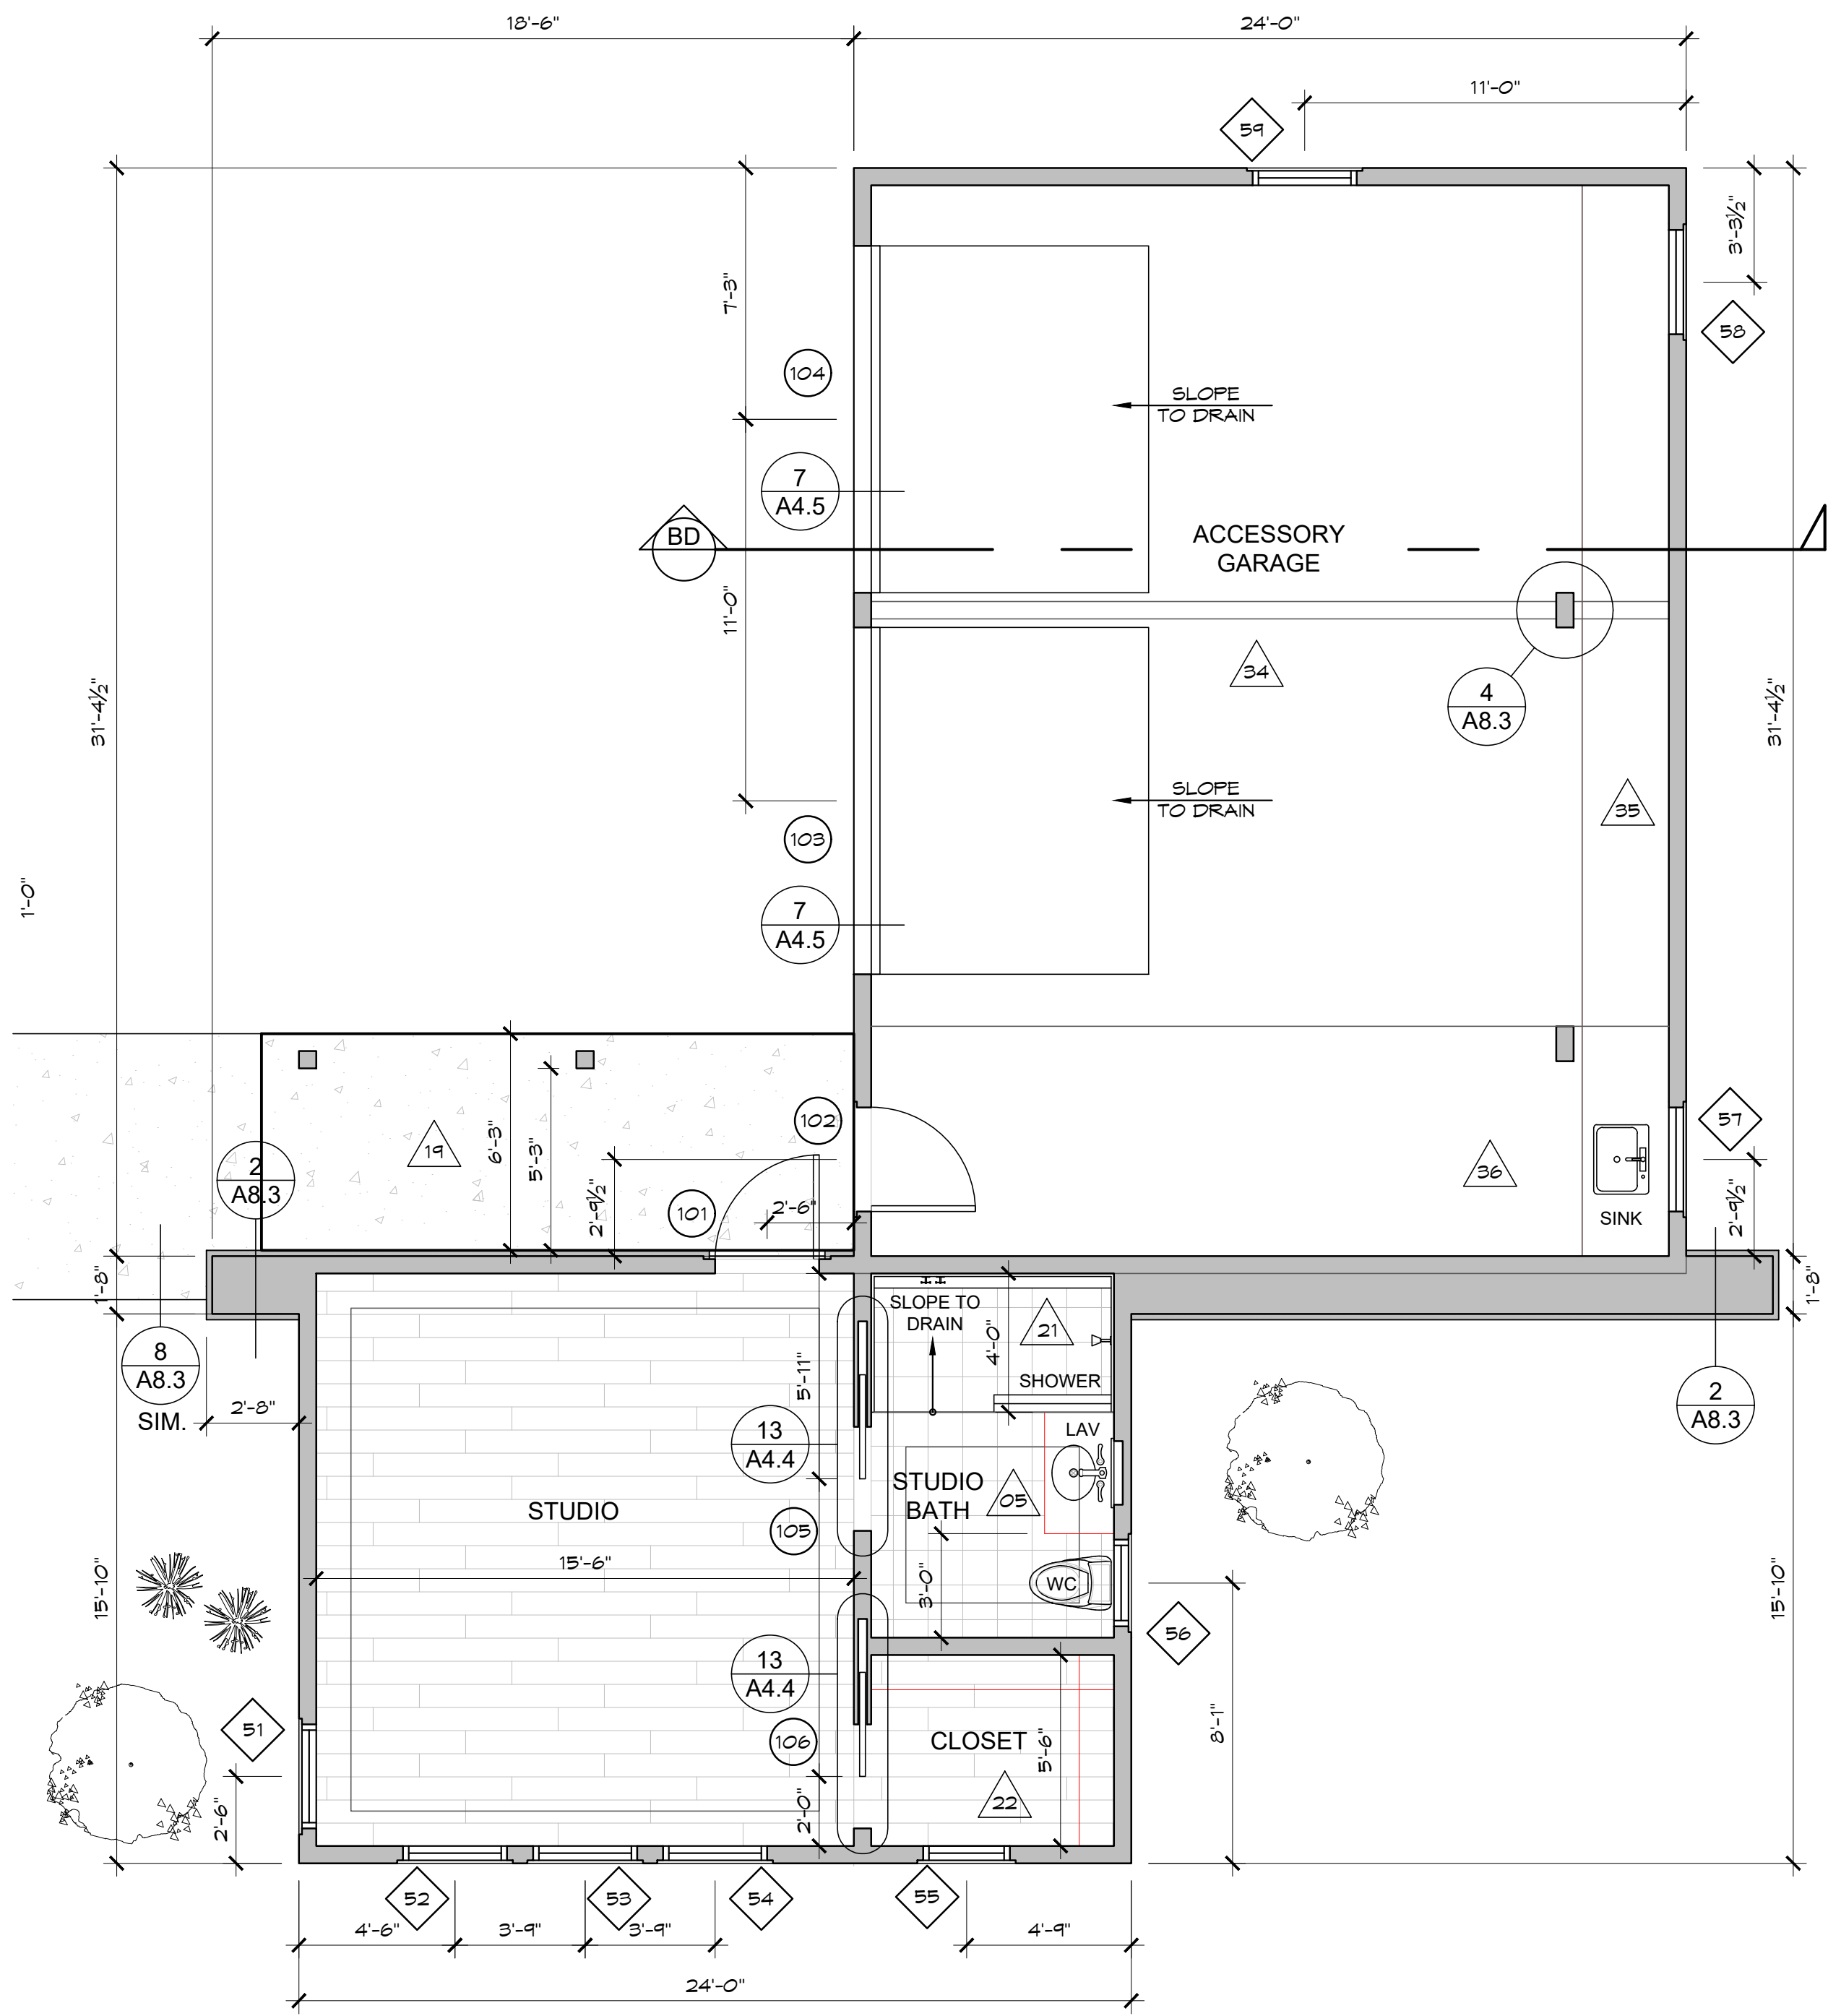 18'-6"
24'-0"
11'-0"
59
3'-3½"
58
7'-3"
104
SLOPE
TO DRAIN
7
A4.5
BD
ACCESSORY
GARAGE
11'-0"
31'-4½"
31'-4½"
34
4
A8.3
SLOPE
TO DRAIN
35
103
1'-0"
7
A4.5
102
57
19
6'-3"
5'-3"
36
2
A8.3
2'-9½"
101
2'-6"
SINK
2'-9½"
1'-8"
1'-8"
SLOPE TO
DRAIN
21
4'-0"
8
A8.3
SIM.
5'-11"
SHOWER
2'-8"
2
A8.3
13
A4.4
LAV
STUDIO
STUDIO
BATH
05
105
15'-6"
3'-0"
WC
15'-10"
15'-10"
56
13
A4.4
51
106
CLOSET
5'-6"
8'-1"
22
2'-6"
2'-0"
52
53
54
55
4'-6"
3'-9"
3'-9"
4'-9"
24'-0"